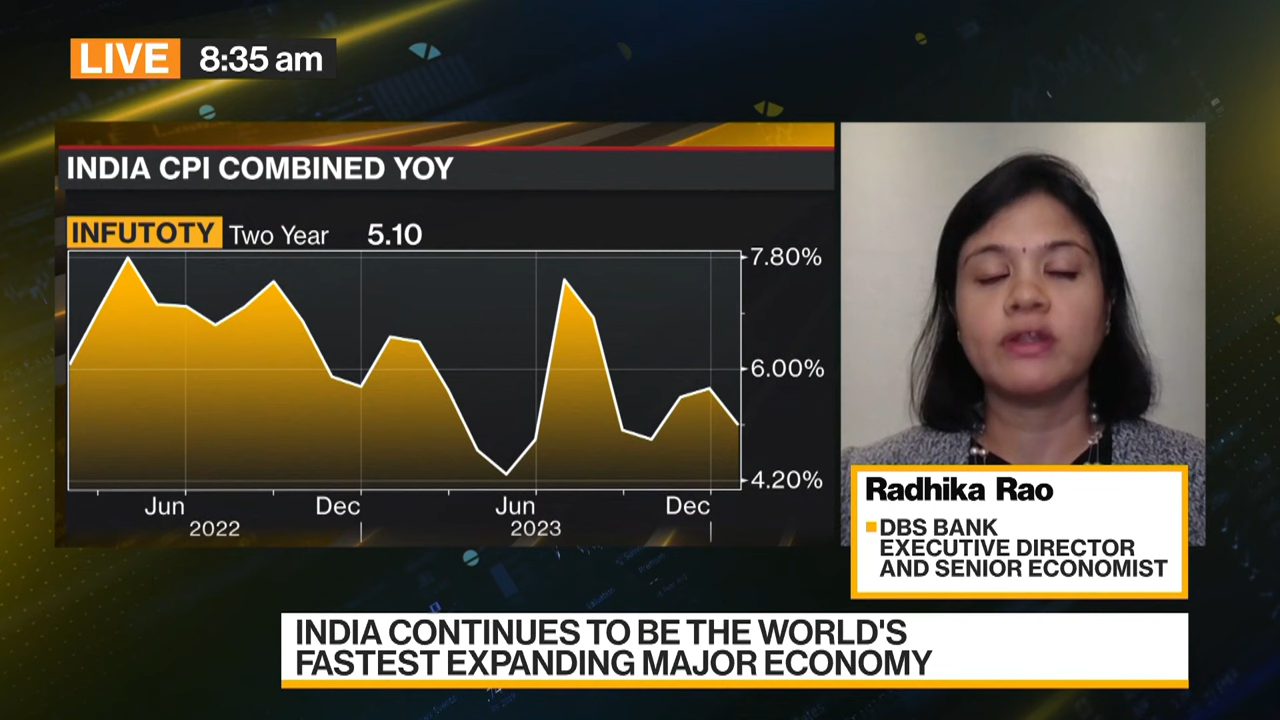 LIVE 8:35 am
INDIA CPI COMBINED YOY
INFUTOTY Two Year 5.10
7.80%
6.00%
4.20%
Jun Dec Jun Dec
2022 2023
Radhika Rao
DBS BANK
EXECUTIVE DIRECTOR
AND SENIOR ECONOMIST
INDIA CONTINUES TO BE THE WORLD'S
FASTEST EXPANDING MAJOR ECONOMY